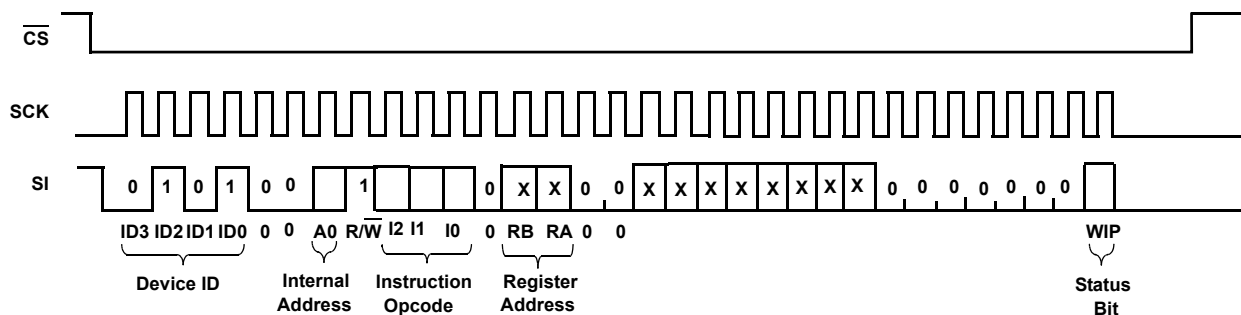 CS
SCK
SI
0 1 0 1 0 0 1 0 X X 0 0 X X X X X X X X 0 0 0 0 0 0 0
ID3 ID2 ID1 ID0 0 0 A0 R/W I2 I1 I0 0 RB RA 0 0 WIP
Device ID Internal Instruction Register Status
Address Opcode Address Bit